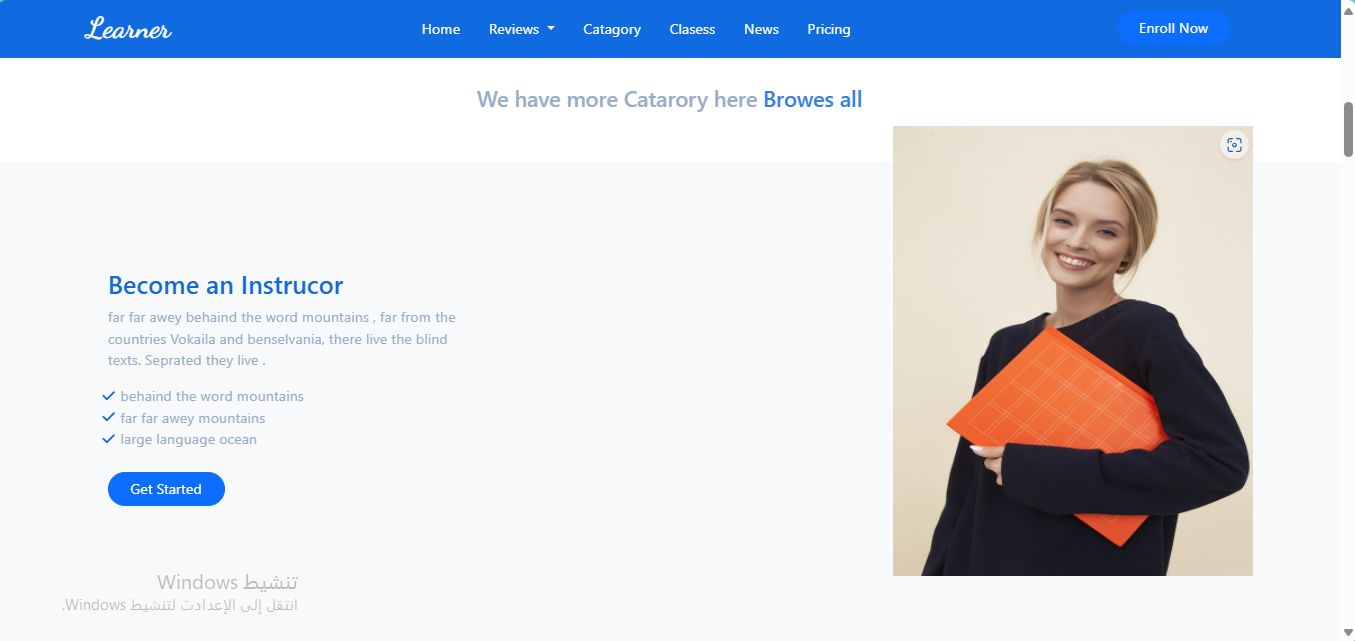 Learner
Home Reviews Catagory Clasess News Pricing Enroll Now
We have more Catarory here Browes all
Become an Instrucor
far far awey behaind the word mountains , far from the
countries Vokaila and benselvania, there live the blind
texts. Seprated they live .
behaind the word mountains
far far awey mountains
large language ocean
Get Started
تنشيط Windows
انتقل إلى الإعدادت لتنشيط Windows.